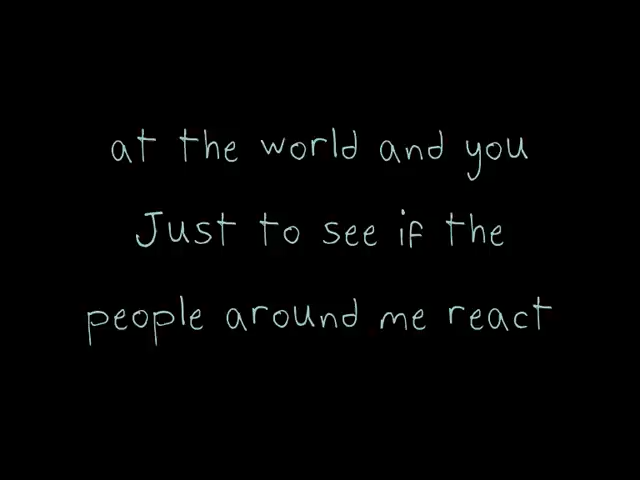 at the world and you
Just to see if the
people around me react